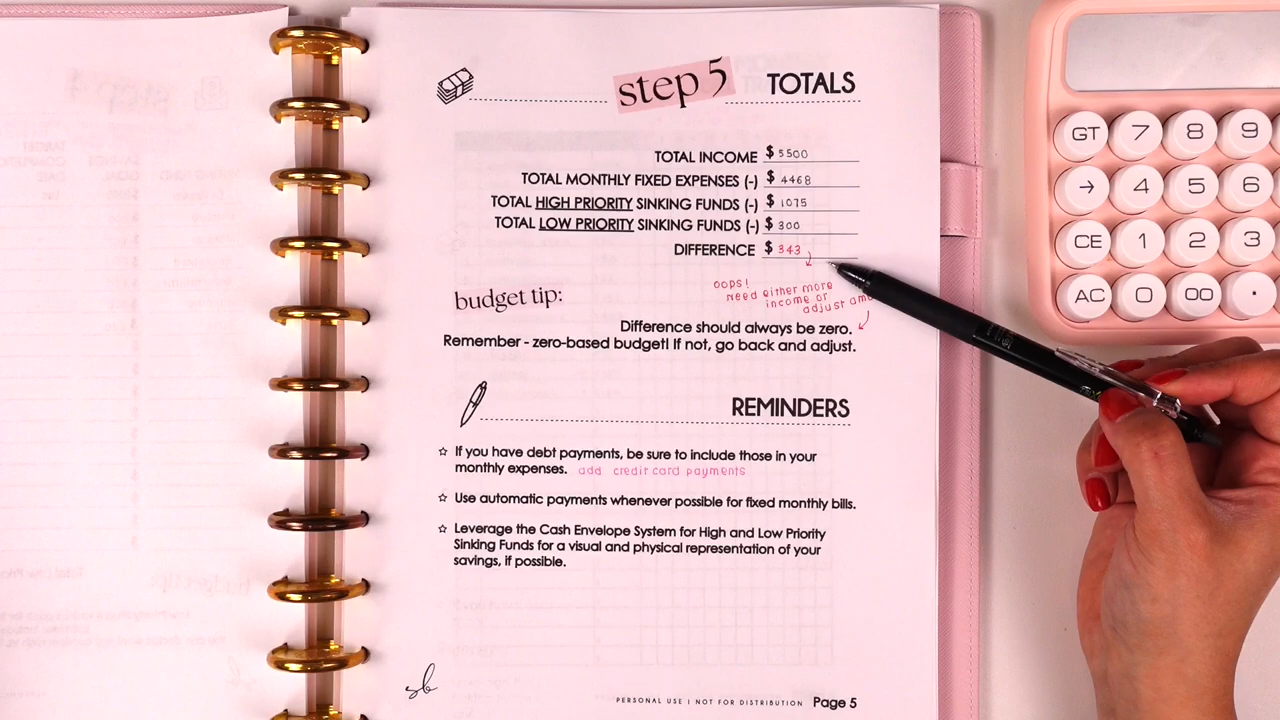 step 5 TOTALS
TOTAL INCOME $ 5500
TOTAL MONTHLY FIXED EXPENSES (-) $ 4468
TOTAL HIGH PRIORITY SINKING FUNDS (-) $ 1075
TOTAL LOW PRIORITY SINKING FUNDS (-) $ 300
DIFFERENCE $ 343
oops!
need either more
income or
adjust
budget tip:
Difference should always be zero.
Remember - zero-based budget! If not, go back and adjust.
REMINDERS
If you have debt payments, be sure to include those in your
monthly expenses. add credit card payments
Use automatic payments whenever possible for fixed monthly bills.
Leverage the Cash Envelope System for High and Low Priority
Sinking Funds for a visual and physical representation of your
savings, if possible.
sb
PERSONAL USE | NOT FOR DISTRIBUTION Page 5
GT 7 8 9
→ 4 5 6
CE 1 2 3
AC 0 00 .